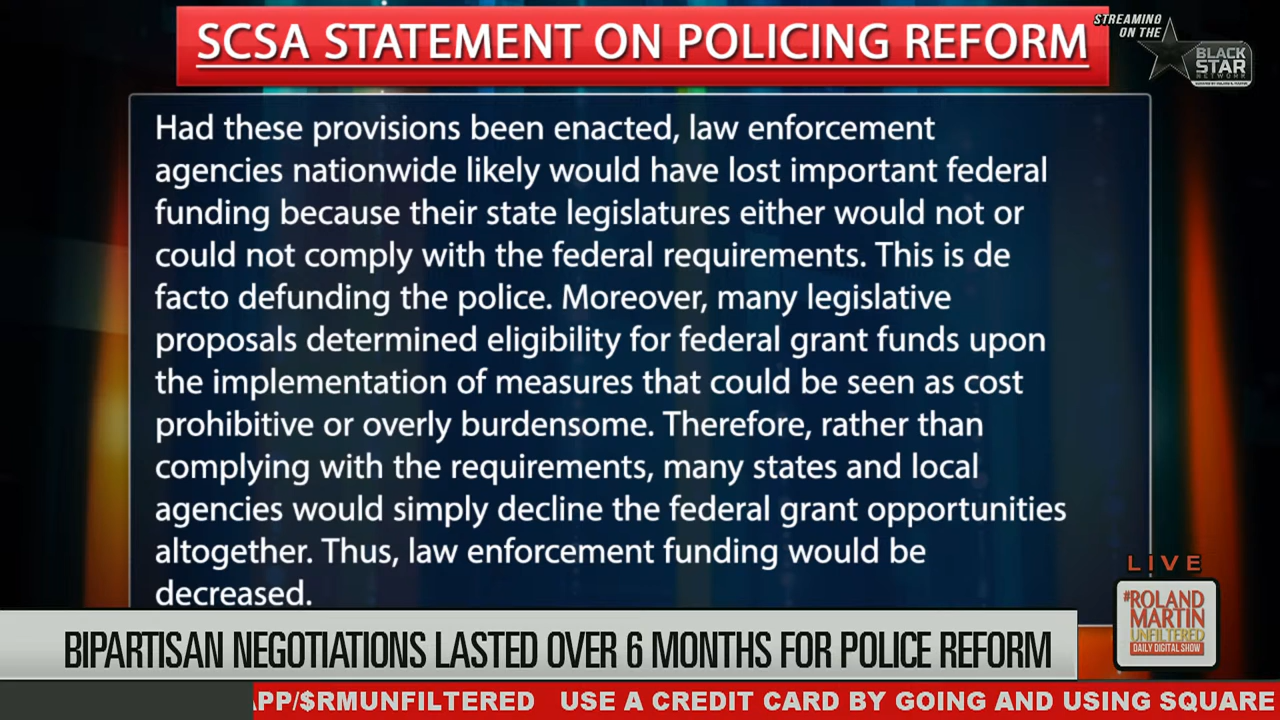 SCSA STATEMENT ON POLICING REFORM
STREAMING
ON THE
BLACK
STAR
NETWORK
Had these provisions been enacted, law enforcement
agencies nationwide likely would have lost important federal
funding because their state legislatures either would not or
could not comply with the federal requirements. This is de
facto defunding the police. Moreover, many legislative
proposals determined eligibility for federal grant funds upon
the implementation of measures that could be seen as cost
prohibitive or overly burdensome. Therefore, rather than
complying with the requirements, many states and local
agencies would simply decline the federal grant opportunities
altogether. Thus, law enforcement funding would be
decreased.
LIVE
#ROLAND
MARTIN
UNFILTERED
DAILY DIGITAL SHOW
BIPARTISAN NEGOTIATIONS LASTED OVER 6 MONTHS FOR POLICE REFORM
APP/$RMUNFILTERED USE A CREDIT CARD BY GOING AND USING SQUARE